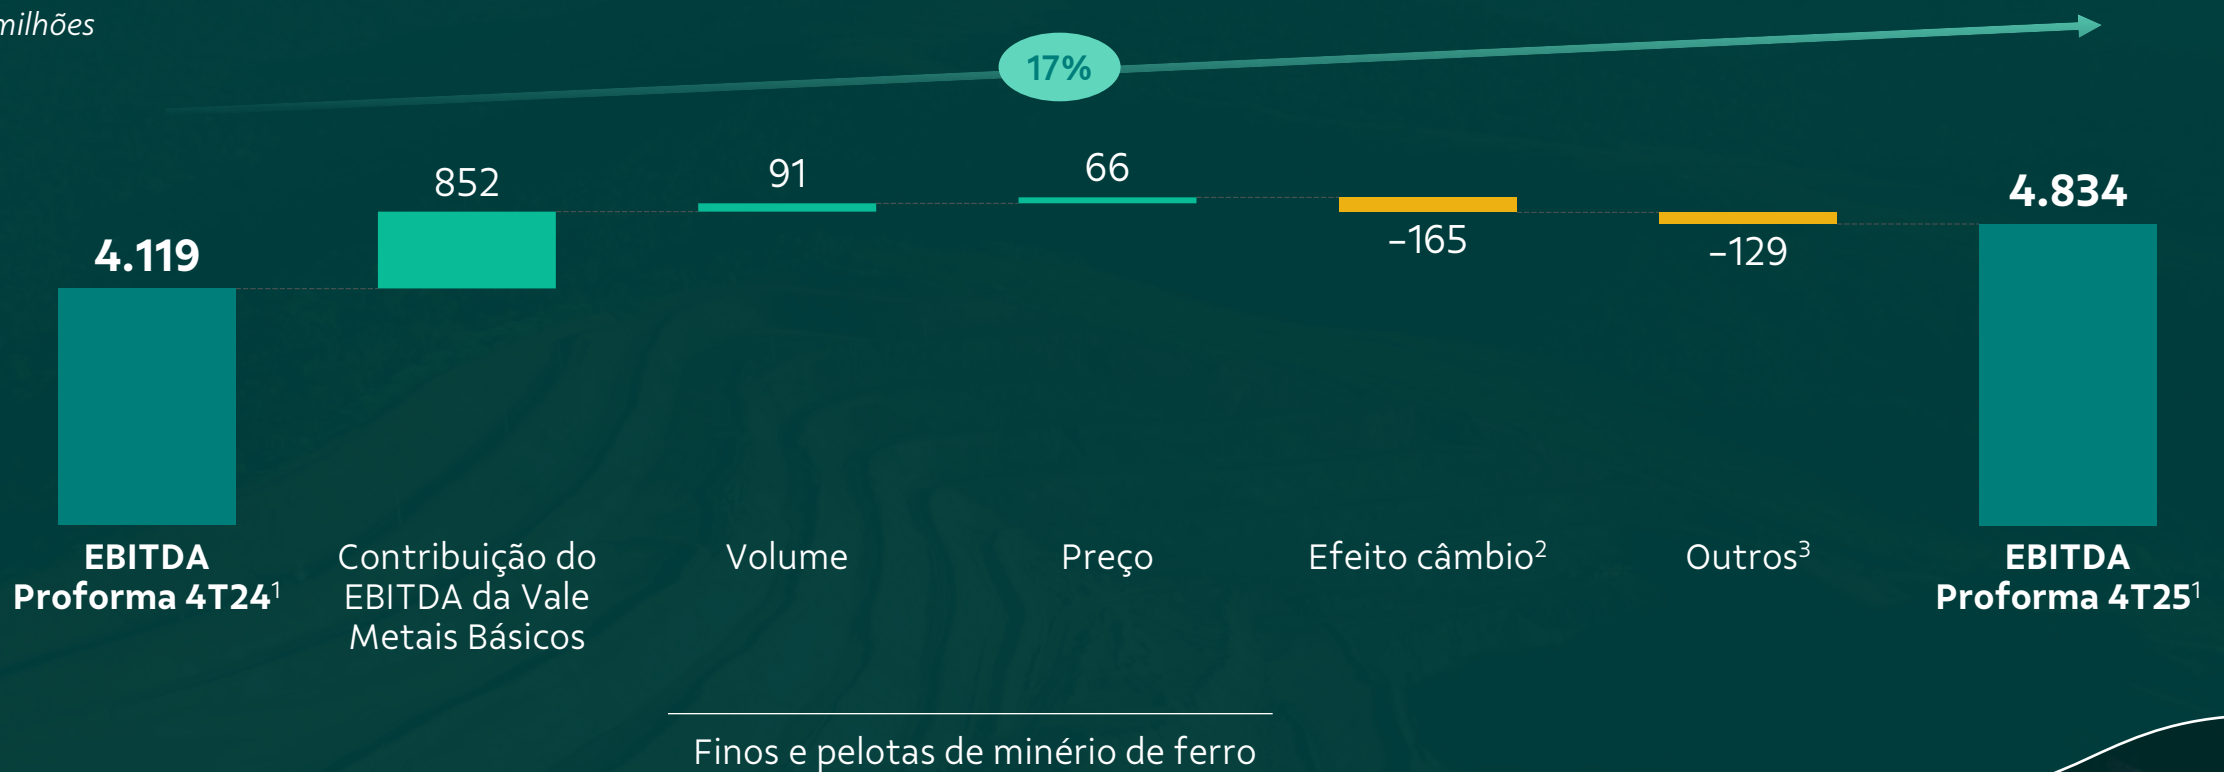 milhões
17%
852
91
66
4.834
4.119
−165
−129
EBITDA
Proforma 4T24¹
Contribuição do
EBITDA da Vale
Metais Básicos
Volume
Preço
Efeito câmbio²
Outros³
EBITDA
Proforma 4T25¹
Finos e pelotas de minério de ferro